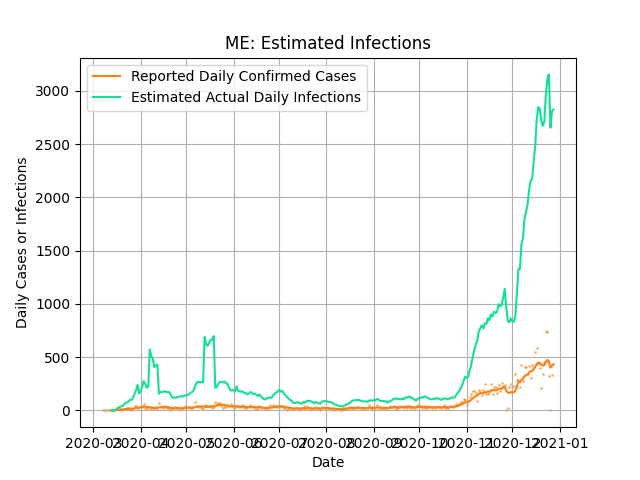 ME: Estimated Infections
Reported Daily Confirmed Cases
Estimated Actual Daily Infections
Daily Cases or Infections
3000
2500
2000
1500
1000
500
0
2020-03 2020-04 2020-05 2020-06 2020-07 2020-08 2020-09 2020-10 2020-11 2020-12 2021-01
Date